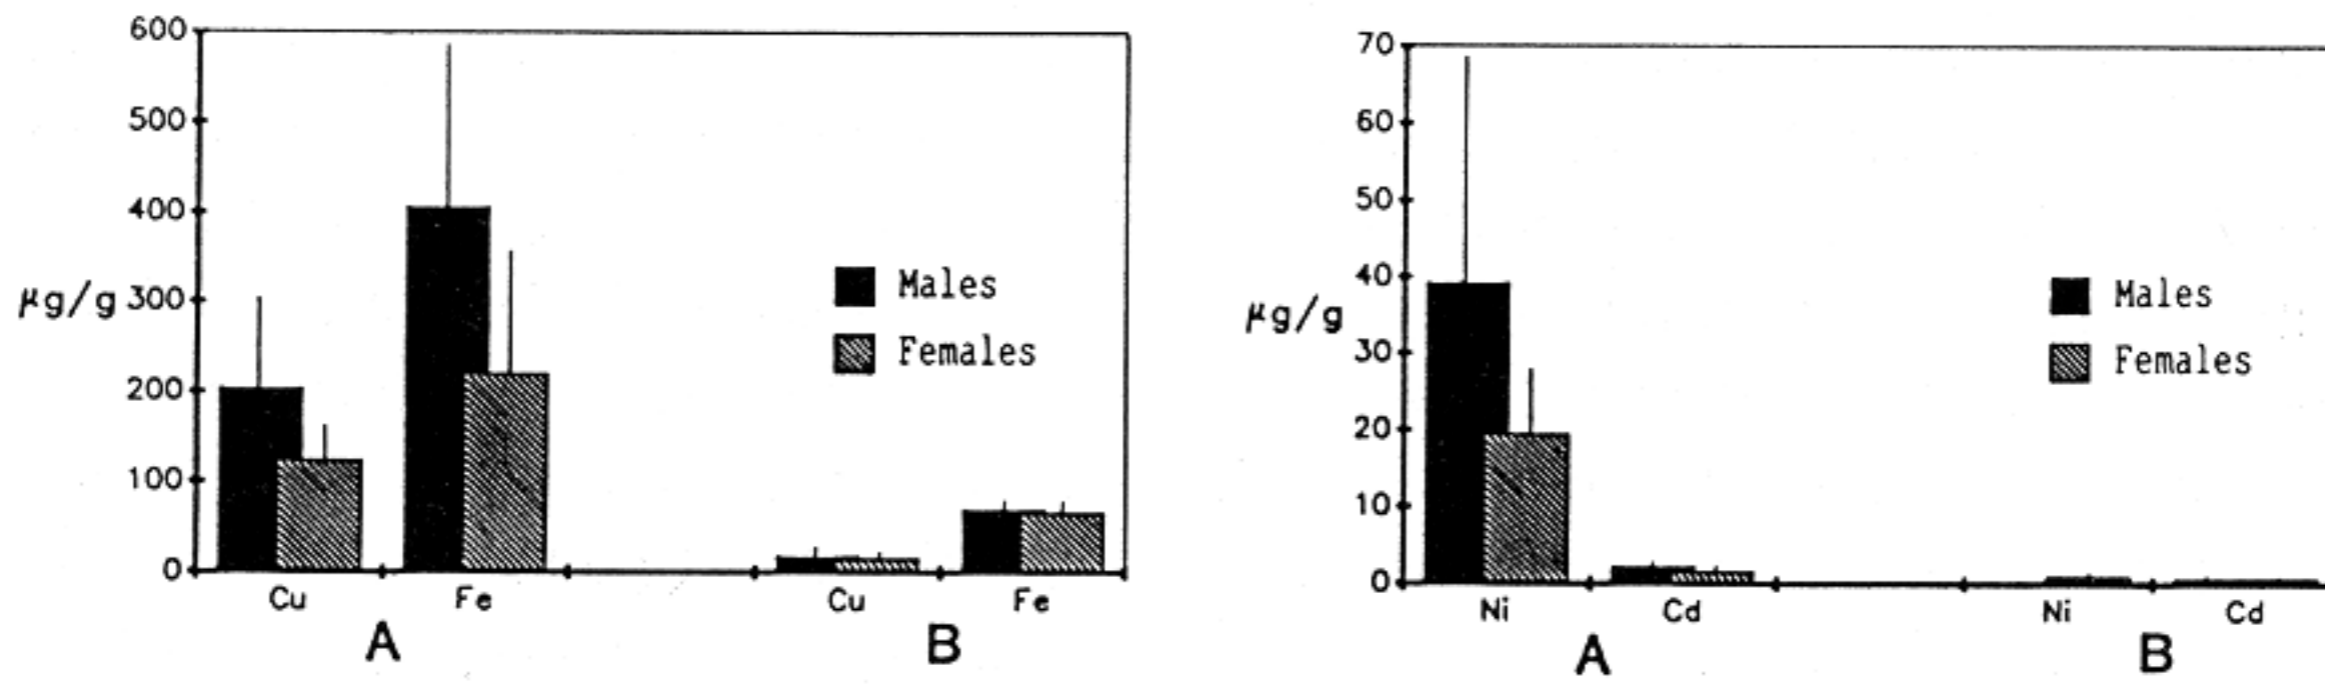 600
500
400
μg/g 300
200
100
0
Males
Females
Cu Fe Cu Fe
A B
70
60
50
40
μg/g
30
20
10
0
Males
Females
Ni Cd Ni Cd
A B